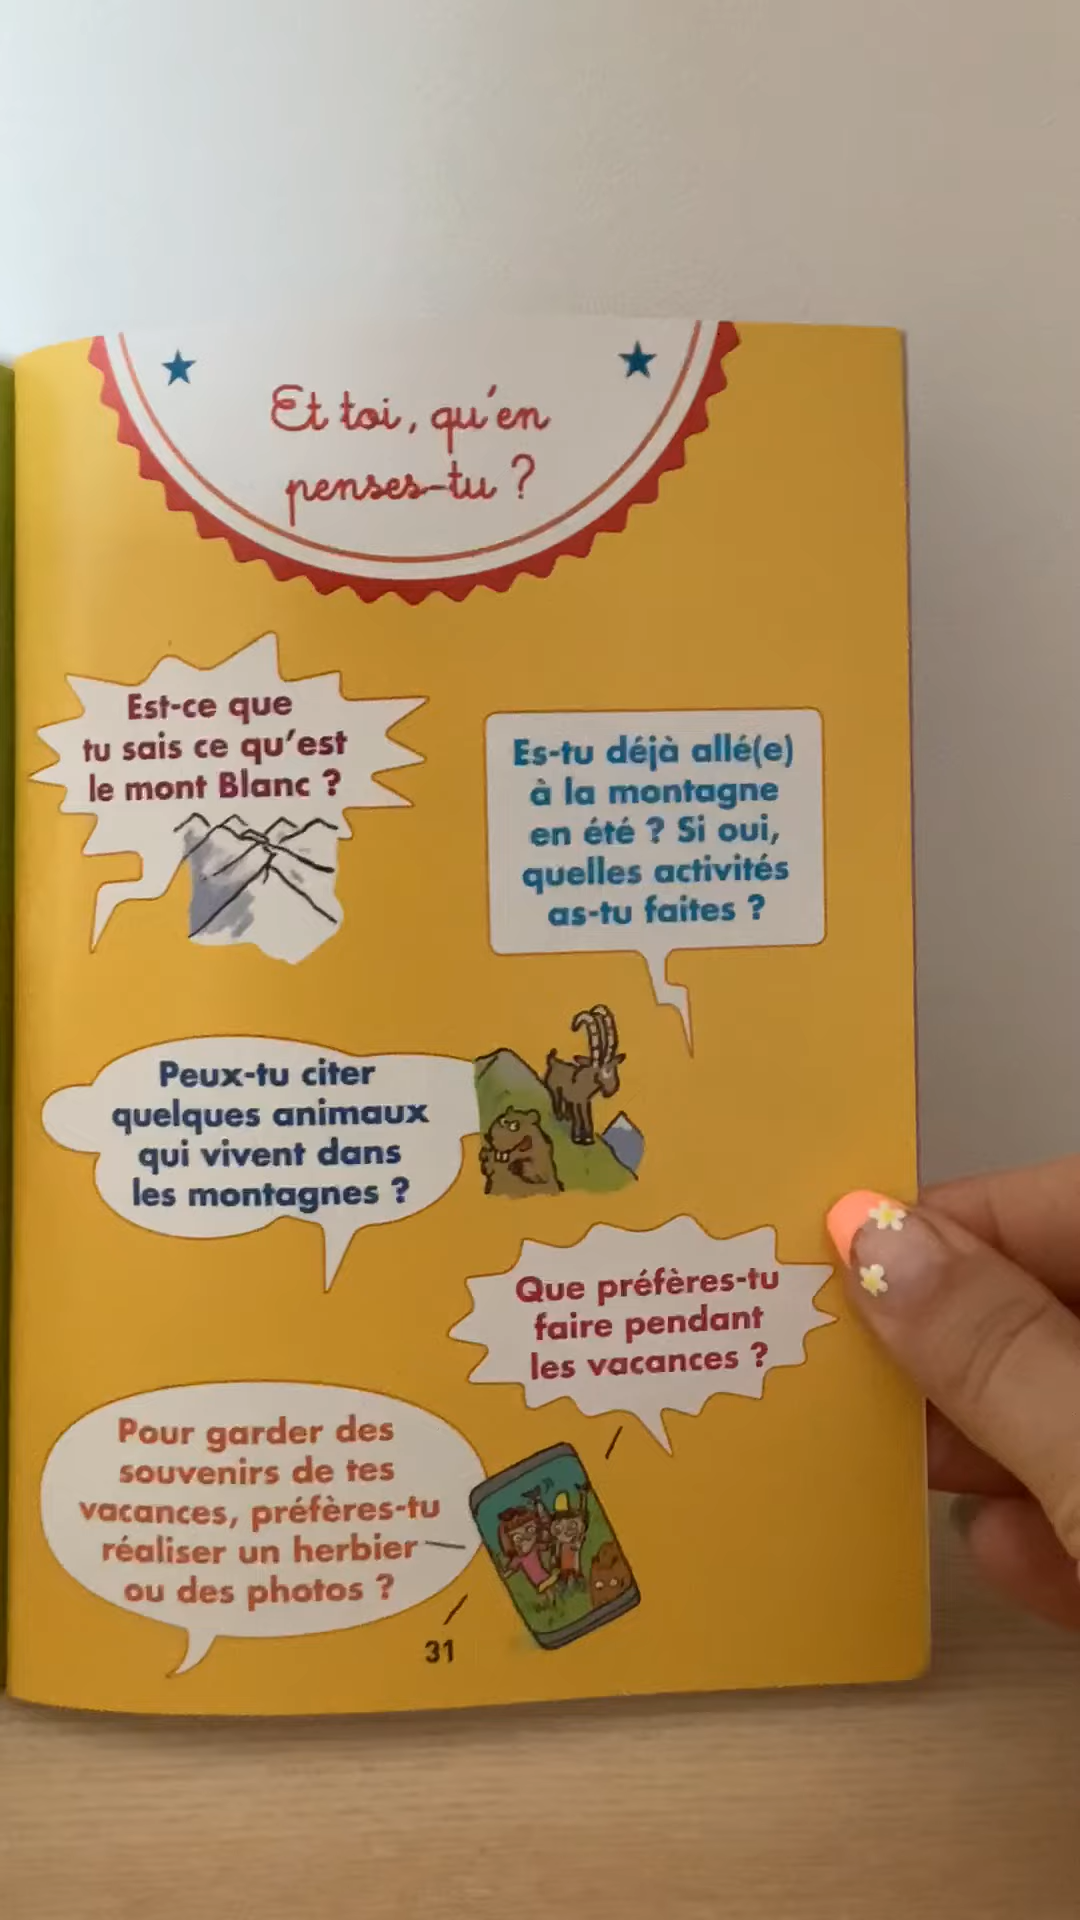 Et toi, qu'en
penses-tu ?
Est-ce que
tu sais ce qu'est
le mont Blanc ?
Es-tu déjà allé(e)
à la montagne
en été ? Si oui,
quelles activités
as-tu faites ?
Peux-tu citer
quelques animaux
qui vivent dans
les montagnes ?
Que préfères-tu
faire pendant
les vacances ?
Pour garder des
souvenirs de tes
vacances, préfères-tu
réaliser un herbier
ou des photos ?
31